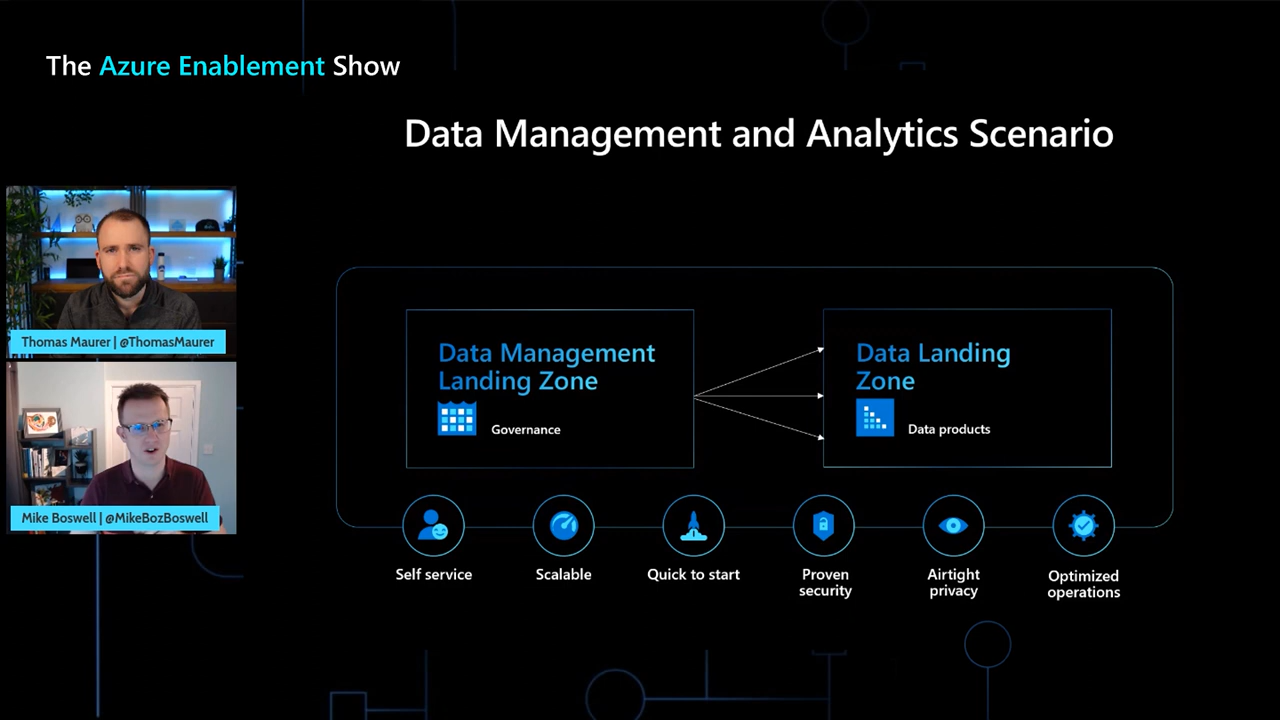 The Azure Enablement Show
Data Management and Analytics Scenario
Thomas Maurer | @ThomasMaurer
Mike Boswell | @MikeBozBoswell
Data Management
Landing Zone
Governance
Data Landing
Zone
Data products
Self service
Scalable
Quick to start
Proven
security
Airtight
privacy
Optimized
operations